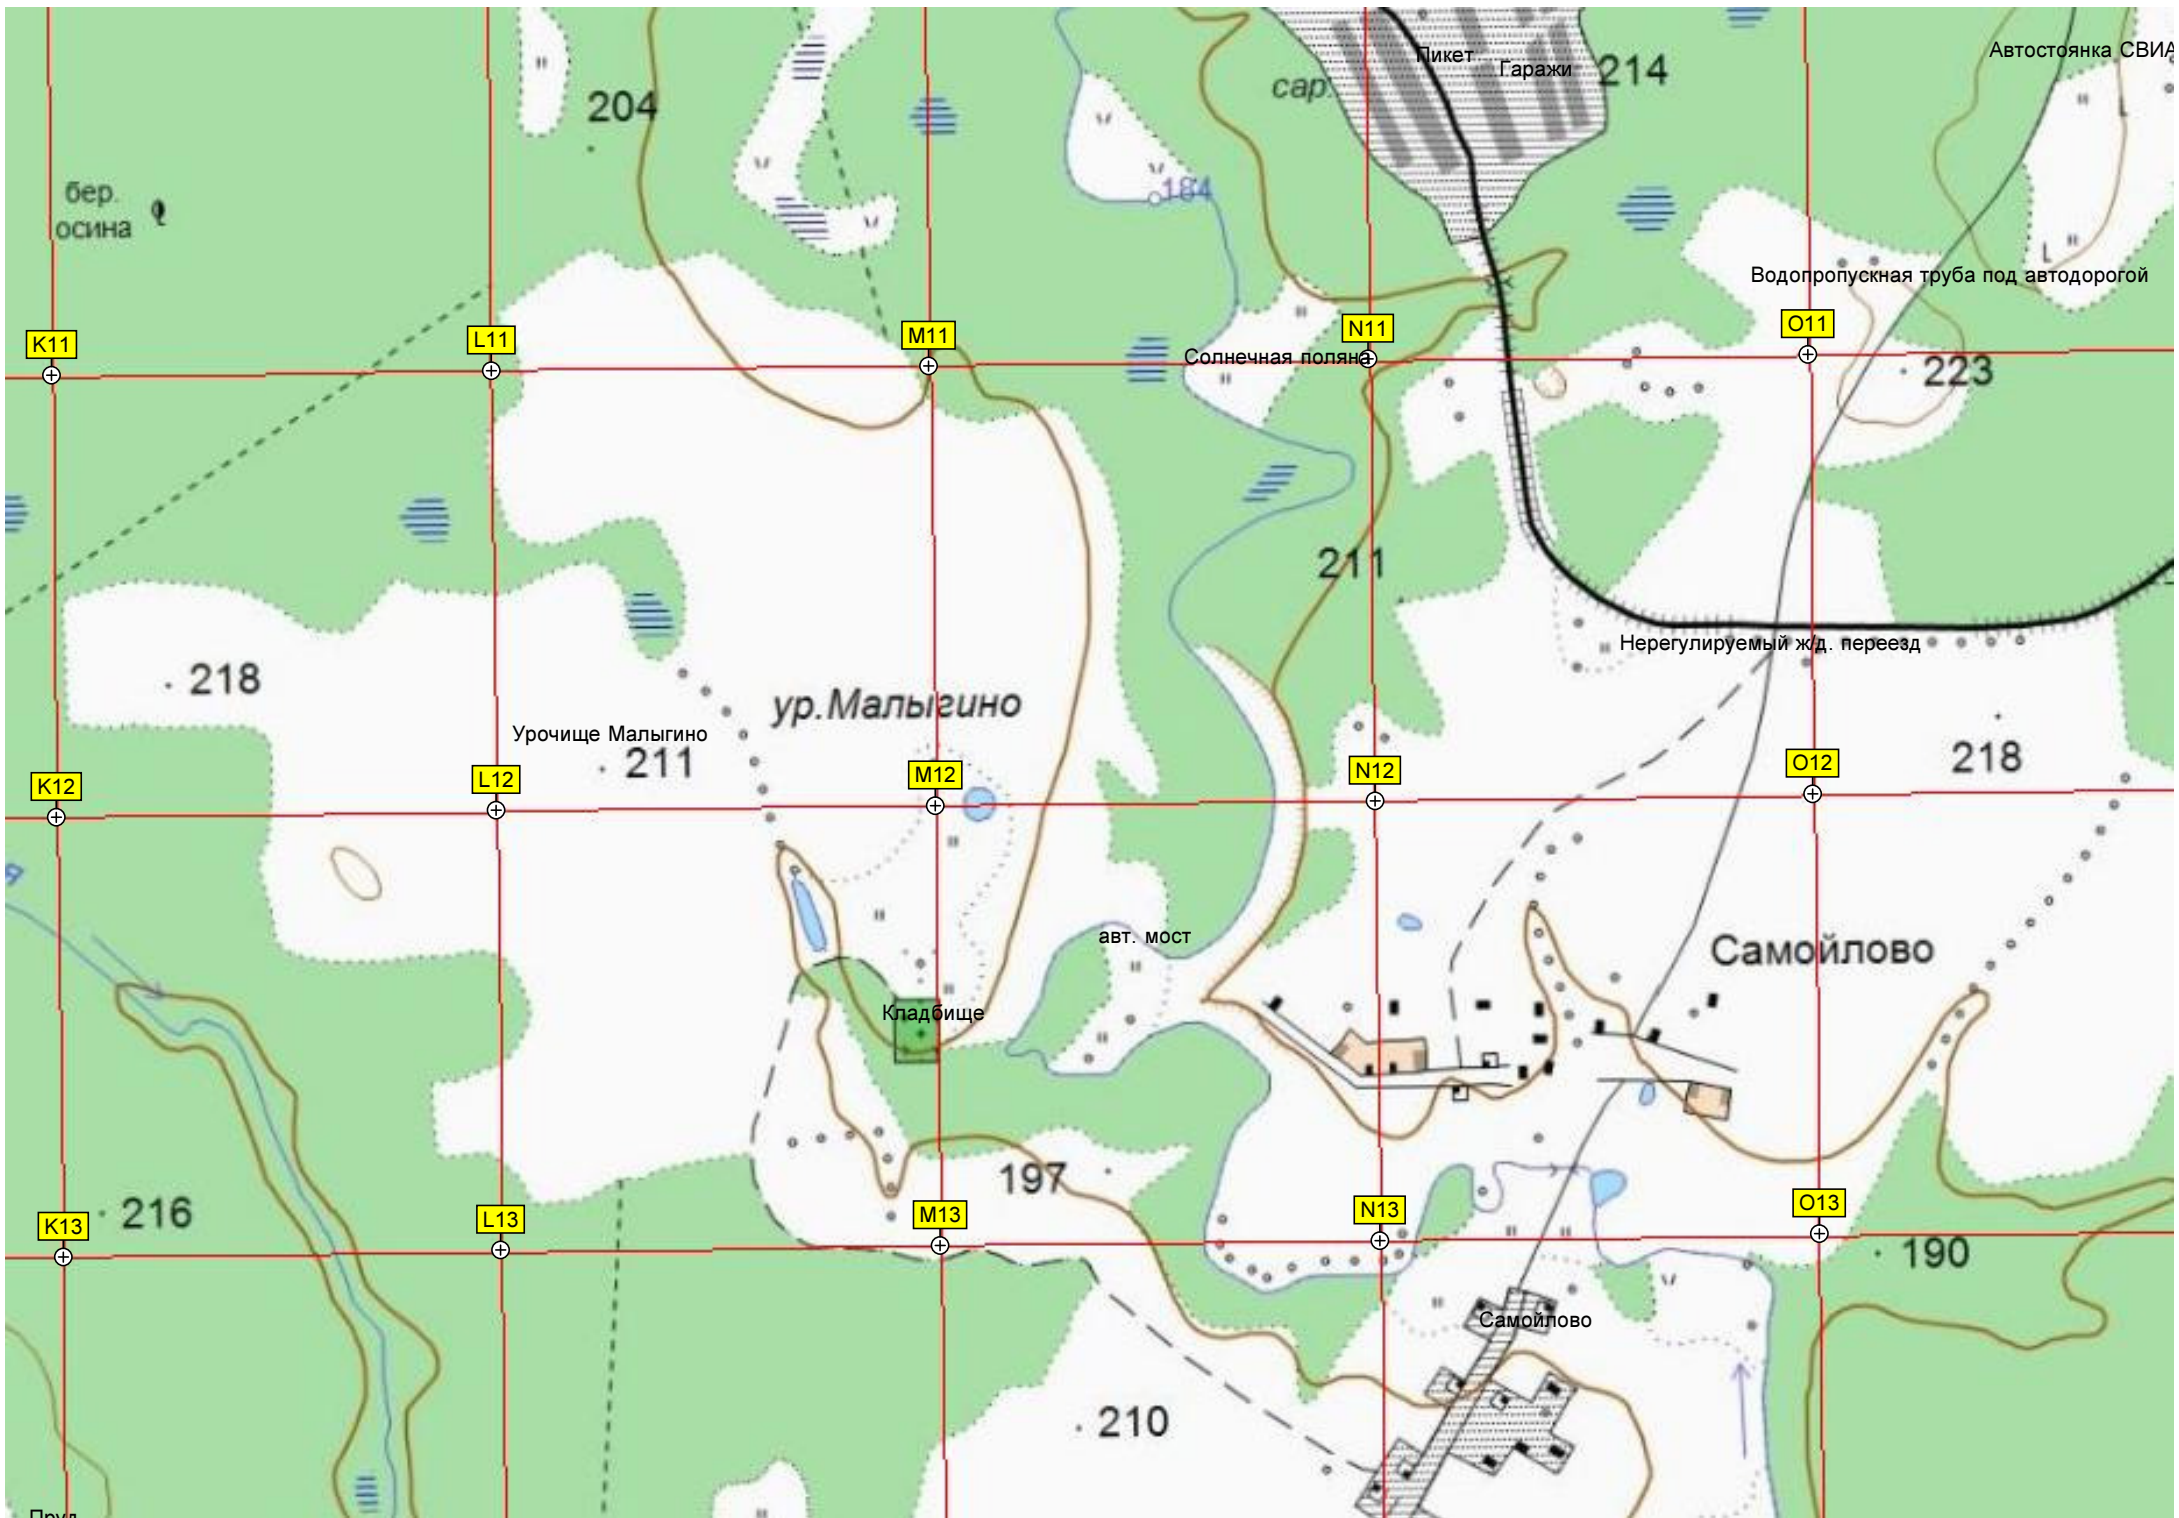 Автостоянка СВИА
Пикет
Гаражи
214
сар.
204
бер.
осина
184
Водопропускная труба под автодорогой
K11
L11
M11
N11
O11
Солнечная поляна
223
211
Нерегулируемый ж/д. переезд
218
ур.Малыгино
Урочище Малыгино
211
218
K12
L12
M12
N12
O12
я
авт. мост
Самойлово
Кладбище
197
216
K13
L13
M13
N13
O13
190
Самойлово
210
Пруд